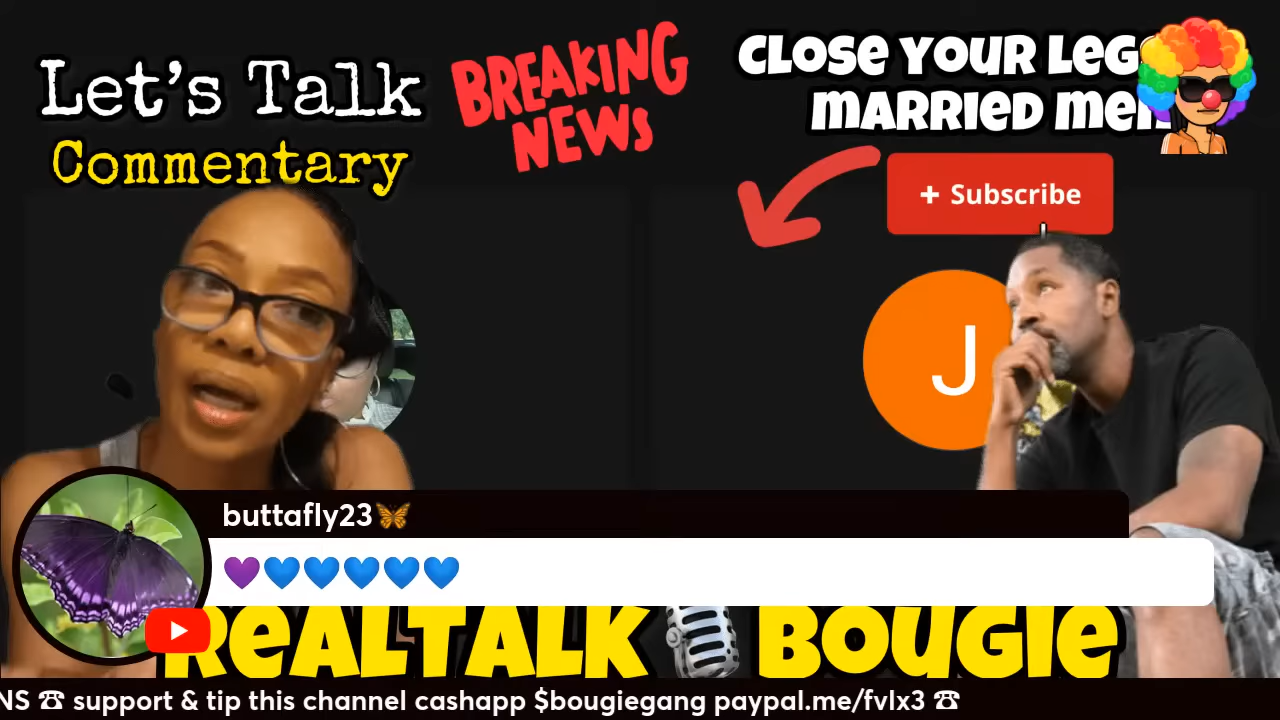 Let's Talk
Commentary
BREAKING
NEWS
CLOSE YOUR LEG
MARRIED MEN
+ Subscribe
J
buttafly23🦋
💜💙💙💙💙💙
REALTALK BOUGIE
NS ☎ support & tip this channel cashapp $bougiegang paypal.me/fvlx3 ☎